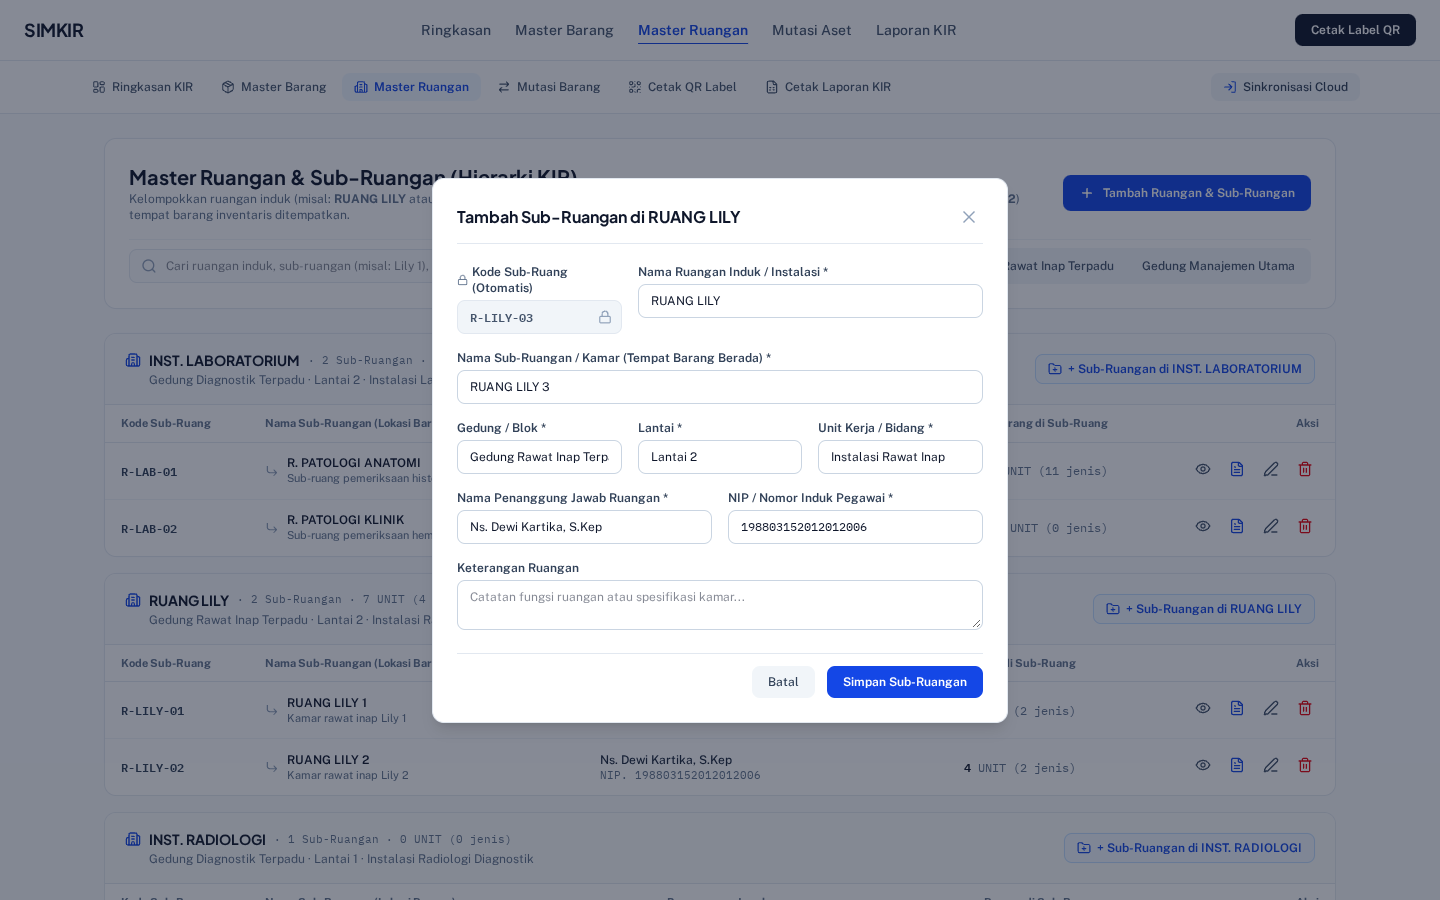 SIMKIR
Ringkasan
Master Barang
Master Ruangan
Mutasi Aset
Laporan KIR
Cetak Label QR
Ringkasan KIR
Master Barang
Master Ruangan
Mutasi Barang
Cetak QR Label
Cetak Laporan KIR
Sinkronisasi Cloud
Master Ruangan & Sub-Ruangan (Hierarki KIR)
Kelompokkan ruangan induk (misal: RUANG LILY
tempat barang inventaris ditempatkan.
Tambah Ruangan & Sub-Ruangan
Cari ruangan induk, sub-ruangan (misal: Lily 1),
Rawat Inap Terpadu
Gedung Manajemen Utama
Tambah Sub-Ruangan di RUANG LILY
Kode Sub-Ruang
(Otomatis)
R-LILY-03
Nama Ruangan Induk / Instalasi *
RUANG LILY
Nama Sub-Ruangan / Kamar (Tempat Barang Berada) *
RUANG LILY 3
Gedung / Blok *
Gedung Rawat Inap Terp
Lantai *
Lantai 2
Unit Kerja / Bidang *
Instalasi Rawat Inap
Nama Penanggung Jawab Ruangan *
Ns. Dewi Kartika, S.Kep
NIP / Nomor Induk Pegawai *
198803152012012006
Keterangan Ruangan
Catatan fungsi ruangan atau spesifikasi kamar...
Batal
Simpan Sub-Ruangan
INST. LABORATORIUM · 2 Sub-Ruangan ·
Gedung Diagnostik Terpadu · Lantai 2 · Instalasi La
+ Sub-Ruangan di INST. LABORATORIUM
Kode Sub-Ruang
Nama Sub-Ruangan (Lokasi Bar
rang di Sub-Ruang
Aksi
R-LAB-01
R. PATOLOGI ANATOMI
Sub-ruang pemeriksaan hist
UNIT (11 jenis)
R-LAB-02
R. PATOLOGI KLINIK
Sub-ruang pemeriksaan hem
UNIT (0 jenis)
RUANG LILY · 2 Sub-Ruangan · 7 UNIT (4
Gedung Rawat Inap Terpadu · Lantai 2 · Instalasi R
+ Sub-Ruangan di RUANG LILY
Kode Sub-Ruang
Nama Sub-Ruangan (Lokasi Bar
di Sub-Ruang
Aksi
R-LILY-01
RUANG LILY 1
Kamar rawat inap Lily 1
(2 jenis)
R-LILY-02
RUANG LILY 2
Kamar rawat inap Lily 2
Ns. Dewi Kartika, S.Kep
NIP. 198803152012012006
4 UNIT (2 jenis)
INST. RADIOLOGI · 1 Sub-Ruangan · 0 UNIT (0 jenis)
Gedung Diagnostik Terpadu · Lantai 1 · Instalasi Radiologi Diagnostik
+ Sub-Ruangan di INST. RADIOLOGI